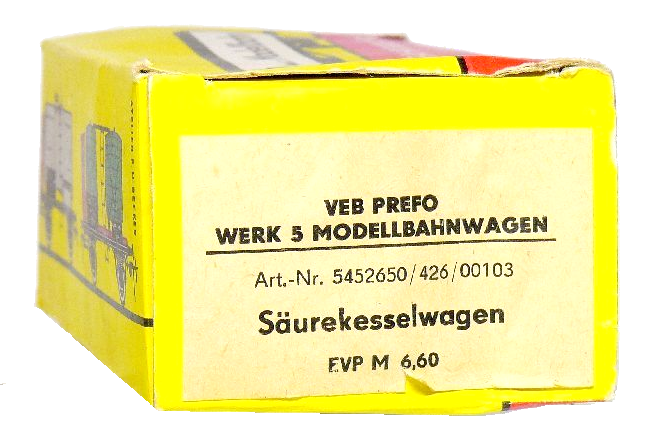 VEB PREFO
WERK 5 MODELLBAHNWAGEN
Art.-Nr. 5452650/426/00103
Säurekesselwagen
EVP M 6,60